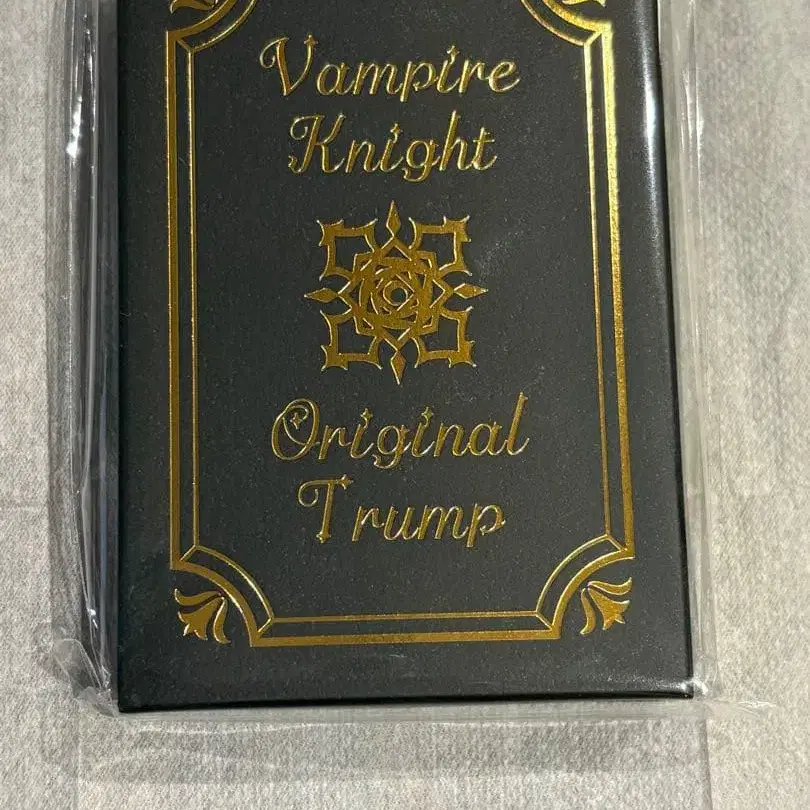 Vampire
Knight
Original
Trump